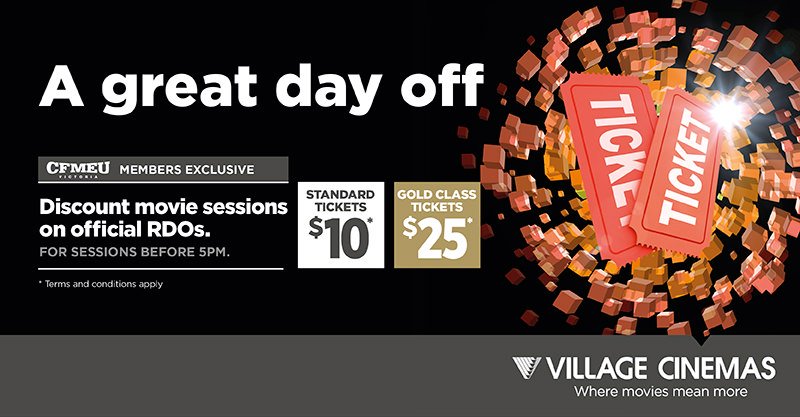 A great day off
CFMEU
VICTORIA
MEMBERS EXCLUSIVE
Discount movie sessions
on official RDOs.
FOR SESSIONS BEFORE 5PM.
STANDARD
TICKETS
$10*
GOLD CLASS
TICKETS
$25*
* Terms and conditions apply
TICKET
TICKET
VILLAGE CINEMAS
Where movies mean more